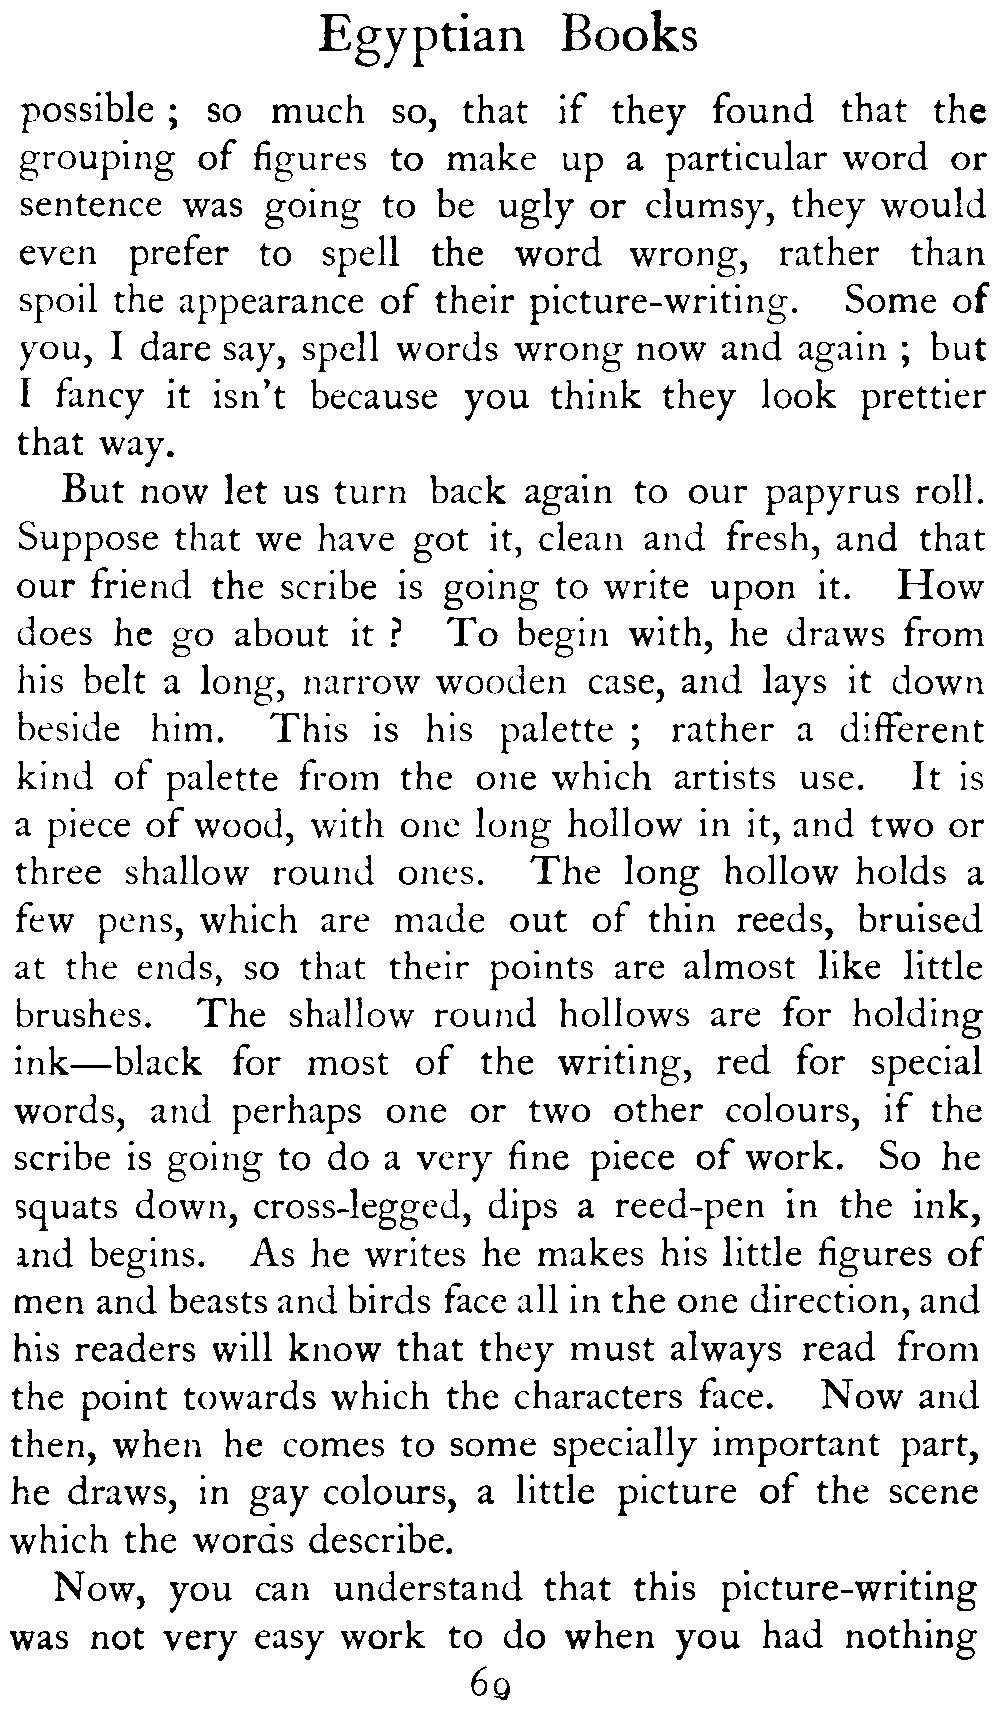 Egyptian Books
possible ; so much so, that if they found that the
grouping of figures to make up a particular word or
sentence was going to be ugly or clumsy, they would
even prefer to spell the word wrong, rather than
spoil the appearance of their picture-writing. Some of
you, I dare say, spell words wrong now and again ; but
I fancy it isn't because you think they look prettier
that way.
But now let us turn back again to our papyrus roll.
Suppose that we have got it, clean and fresh, and that
our friend the scribe is going to write upon it. How
does he go about it ? To begin with, he draws from
his belt a long, narrow wooden case, and lays it down
beside him. This is his palette ; rather a different
kind of palette from the one which artists use. It is
a piece of wood, with one long hollow in it, and two or
three shallow round ones. The long hollow holds a
few pens, which are made out of thin reeds, bruised
at the ends, so that their points are almost like little
brushes. The shallow round hollows are for holding
ink—black for most of the writing, red for special
words, and perhaps one or two other colours, if the
scribe is going to do a very fine piece of work. So he
squats down, cross-legged, dips a reed-pen in the ink,
and begins. As he writes he makes his little figures of
men and beasts and birds face all in the one direction, and
his readers will know that they must always read from
the point towards which the characters face. Now and
then, when he comes to some specially important part,
he draws, in gay colours, a little picture of the scene
which the words describe.
Now, you can understand that this picture-writing
was not very easy work to do when you had nothing
69